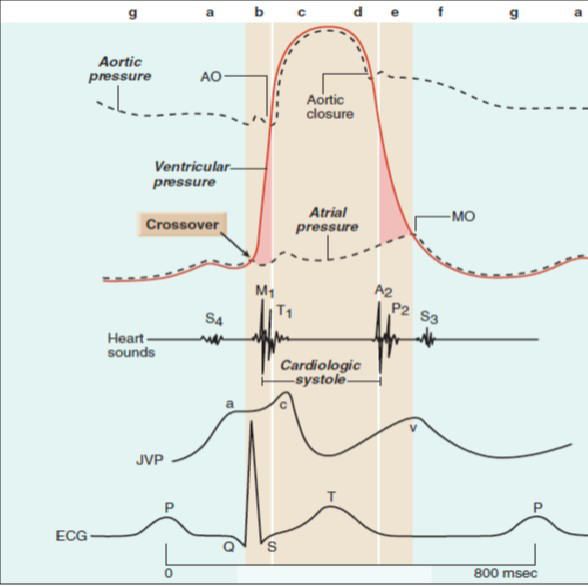 g a b c d e f g a
Aortic
pressure
AO
Aortic
closure
Ventricular
pressure
Atrial
pressure
MO
Crossover
M1
T1
A2
P2
S4
S3
Heart
sounds
Cardiologic
systole
a
c
v
JVP
P
T
P
ECG
Q
S
0
800 msec